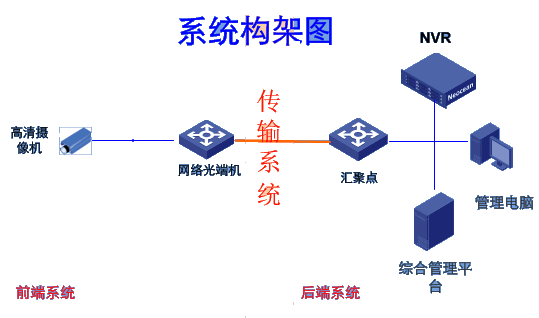 系统构架图
NVR
Neocean
传
输
系
统
高清摄
像机
网络光端机
汇聚点
管理电脑
综合管理平
台
前端系统
后端系统